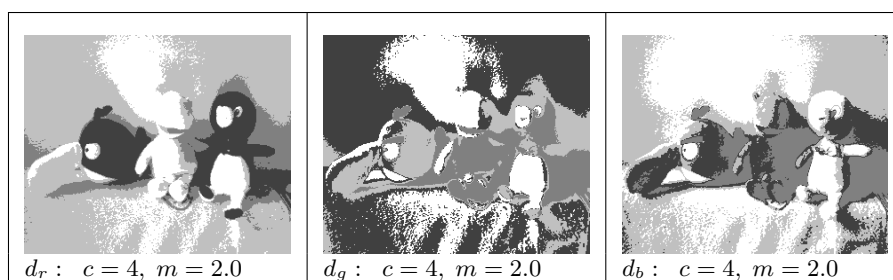 d_r : c = 4, m = 2.0
d_g : c = 4, m = 2.0
d_b : c = 4, m = 2.0